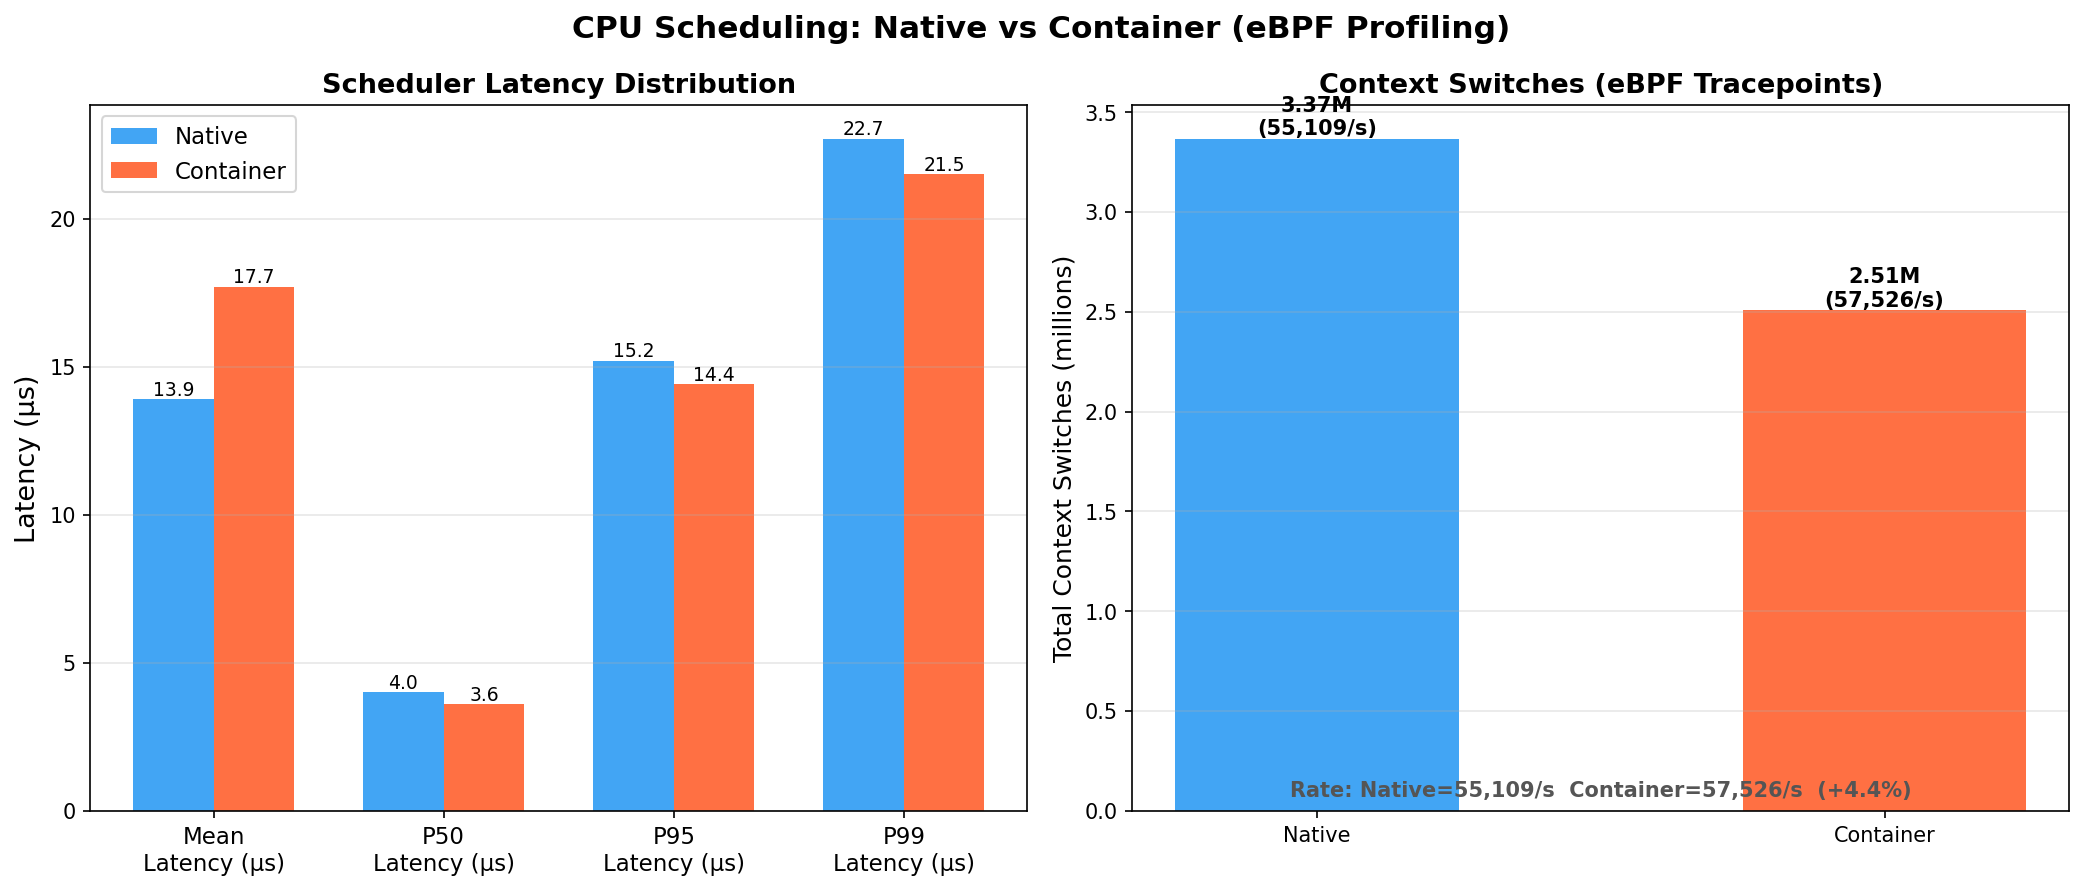 CPU Scheduling: Native vs Container (eBPF Profiling)
Scheduler Latency Distribution
Native
Container
Latency (µs)
20
15
10
5
0
13.9
17.7
4.0
3.6
15.2
14.4
22.7
21.5
Mean
Latency (µs)
P50
Latency (µs)
P95
Latency (µs)
P99
Latency (µs)
Context Switches (eBPF Tracepoints)
Total Context Switches (millions)
3.5
3.0
2.5
2.0
1.5
1.0
0.5
0.0
3.37M
(55,109/s)
2.51M
(57,526/s)
Rate: Native=55,109/s  Container=57,526/s  (+4.4%)
Native
Container